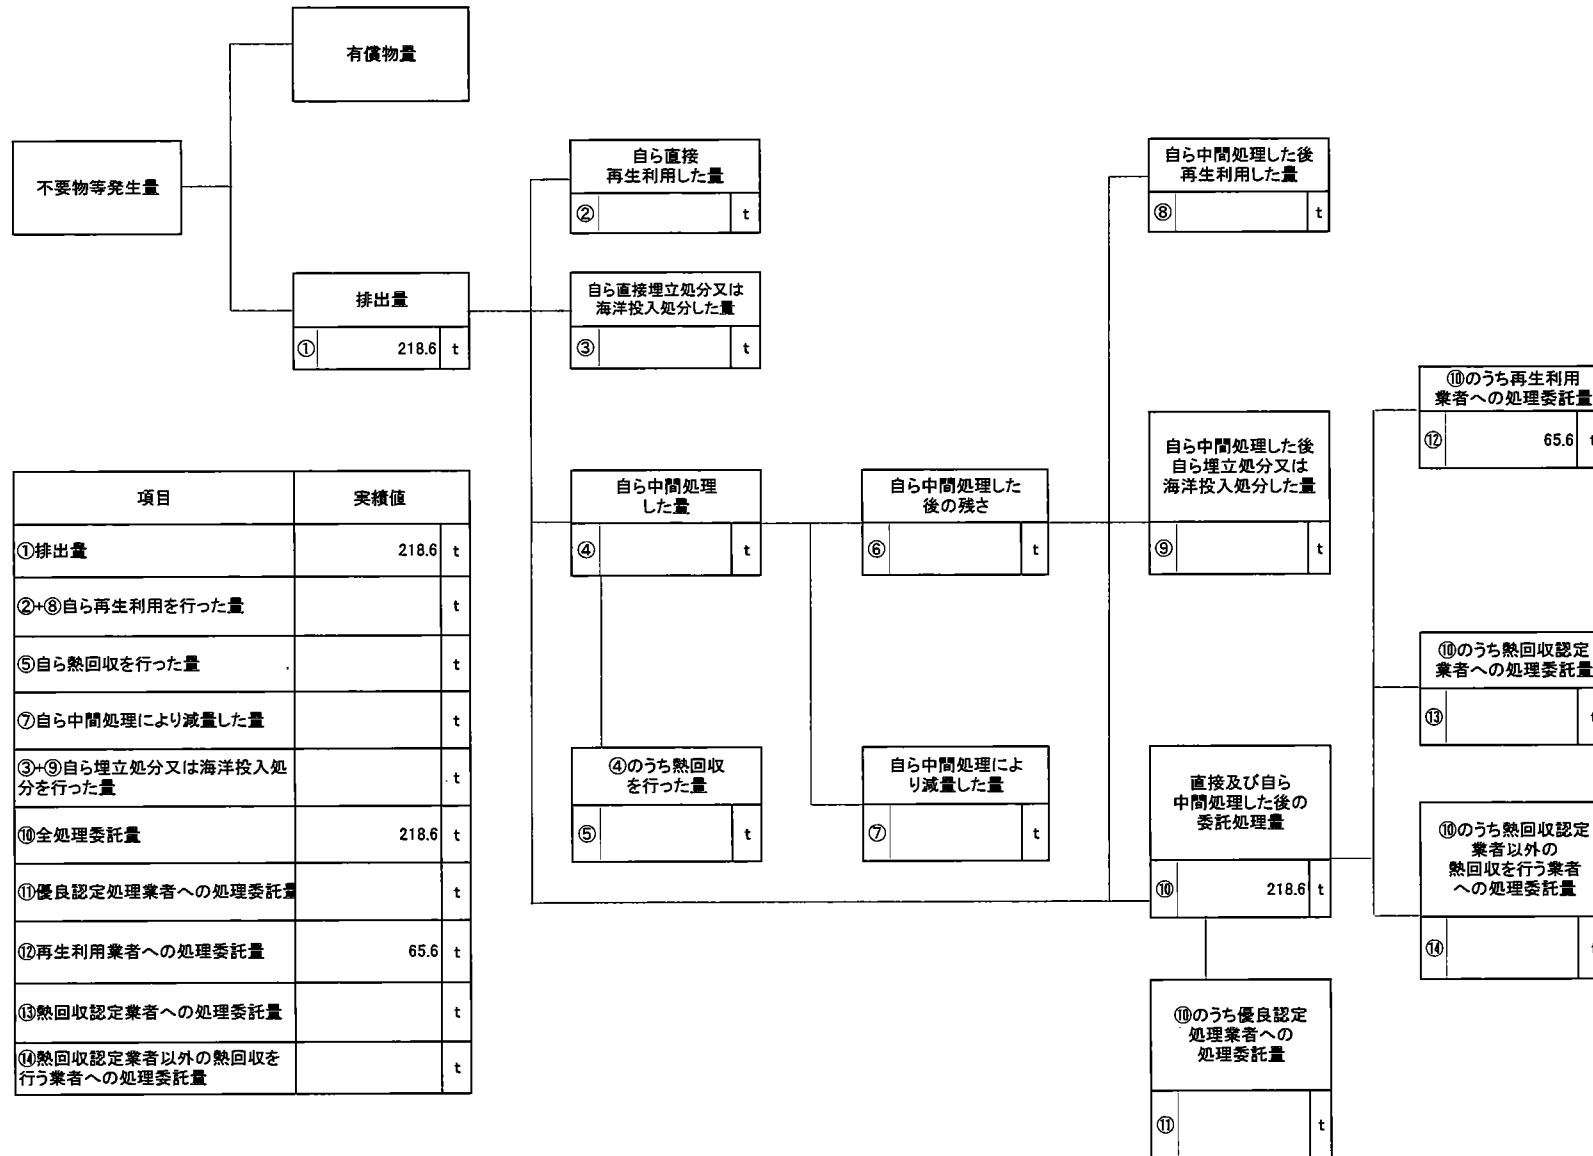 有償物量
不要物等発生量
排出量
① 218.6 t
自ら直接
再生利用した量
② t
自ら直接埋立処分又は
海洋投入処分した量
③ t
自ら中間処理
した量
④ t
④のうち熱回収
を行った量
⑤ t
自ら中間処理した
後の残さ
⑥ t
自ら中間処理によ
り減量した量
⑦ t
自ら中間処理した後
再生利用した量
⑧ t
自ら中間処理した後
自ら埋立処分又は
海洋投入処分した量
⑨ t
直接及び自ら
中間処理した後の
委託処理量
⑩ 218.6 t
⑩のうち優良認定
処理業者への
処理委託量
⑪ t
⑩のうち再生利用
業者への処理委託量
⑫ 65.6 t
⑩のうち熱回収認定
業者への処理委託量
⑬ t
⑩のうち熱回収認定
業者以外の
熱回収を行う業者
への処理委託量
⑭ t
項目 実績値
①排出量 218.6 t
②+⑧自ら再生利用を行った量 t
⑤自ら熱回収を行った量 t
⑦自ら中間処理により減量した量 t
③+⑨自ら埋立処分又は海洋投入処
分を行った量 t
⑩全処理委託量 218.6 t
⑪優良認定処理業者への処理委託量 t
⑫再生利用業者への処理委託量 65.6 t
⑬熱回収認定業者への処理委託量 t
⑭熱回収認定業者以外の熱回収を
行う業者への処理委託量 t